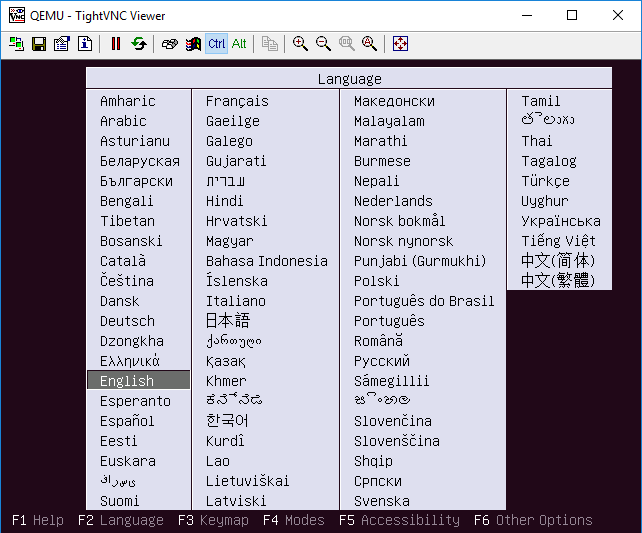 QEMU - TightVNC Viewer
Ctrl Alt
Language
Amharic
Arabic
Asturianu
Беларуская
Български
Bengali
Tibetan
Bosanski
Català
Čeština
Dansk
Deutsch
Dzongkha
Ελληνικά
English
Esperanto
Español
Eesti
Euskara
Suomi
Français
Gaeilge
Galego
Gujarati
עברית
Hindi
Hrvatski
Magyar
Bahasa Indonesia
Íslenska
Italiano
日本語
ქართული
Қазақ
Khmer
한국어
Kurdî
Lao
Lietuviškai
Latviski
Македонски
Malayalam
Marathi
Burmese
Nepali
Nederlands
Norsk bokmål
Norsk nynorsk
Punjabi (Gurmukhi)
Polski
Português do Brasil
Português
Română
Русский
Sámegillii
Slovenčina
Slovenščina
Shqip
Српски
Svenska
Tamil
Thai
Tagalog
Türkçe
Uyghur
Українська
Tiếng Việt
中文(简体)
中文(繁體)
F1 Help F2 Language F3 Keymap F4 Modes F5 Accessibility F6 Other Options